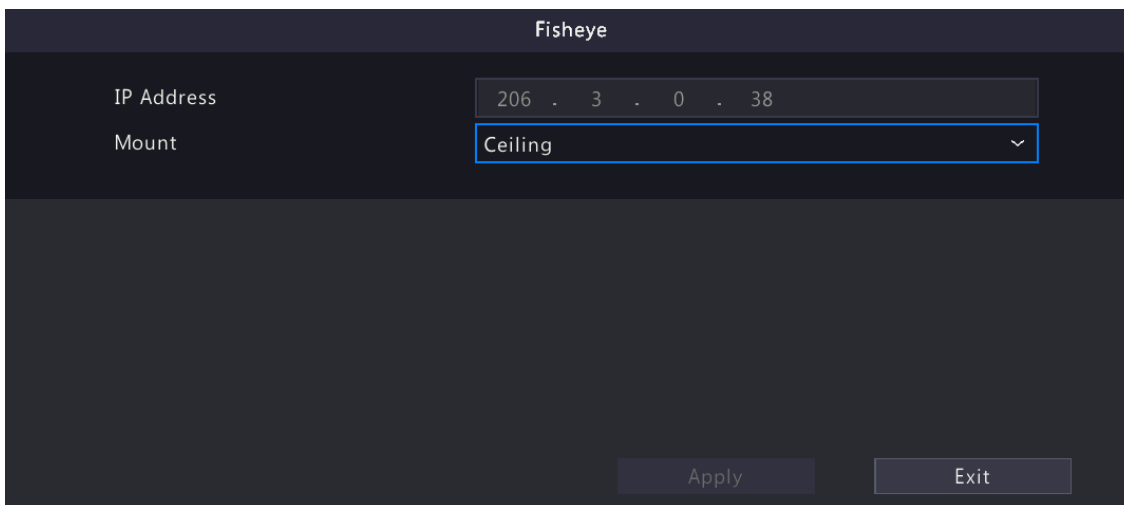 Fisheye
IP Address 206 . 3 . 0 . 38
Mount Ceiling
Apply Exit